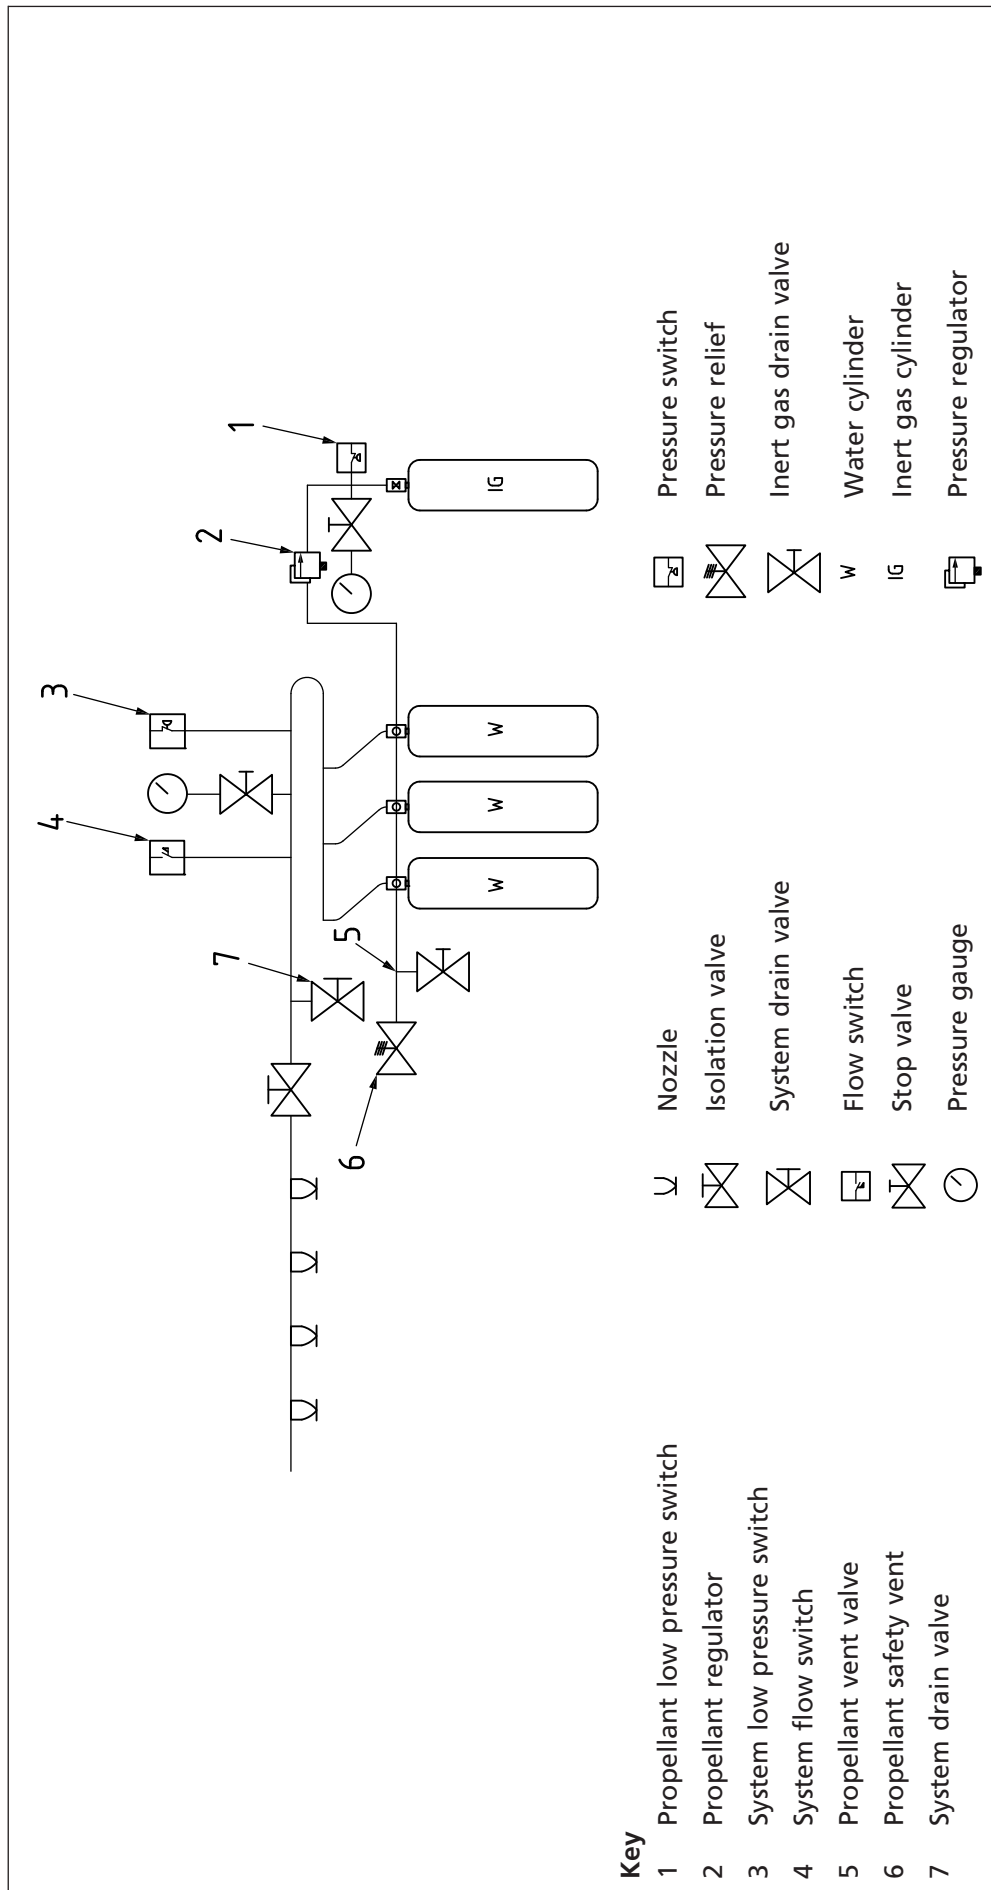 4
3
7
2
1
6
5
W
W
W
IG
Key
1 Propellant low pressure switch
2 Propellant regulator
3 System low pressure switch
4 System flow switch
5 Propellant vent valve
6 Propellant safety vent
7 System drain valve
Nozzle
Isolation valve
System drain valve
Flow switch
Stop valve
Pressure gauge
Pressure switch
Pressure relief
Inert gas drain valve
W Water cylinder
IG Inert gas cylinder
Pressure regulator